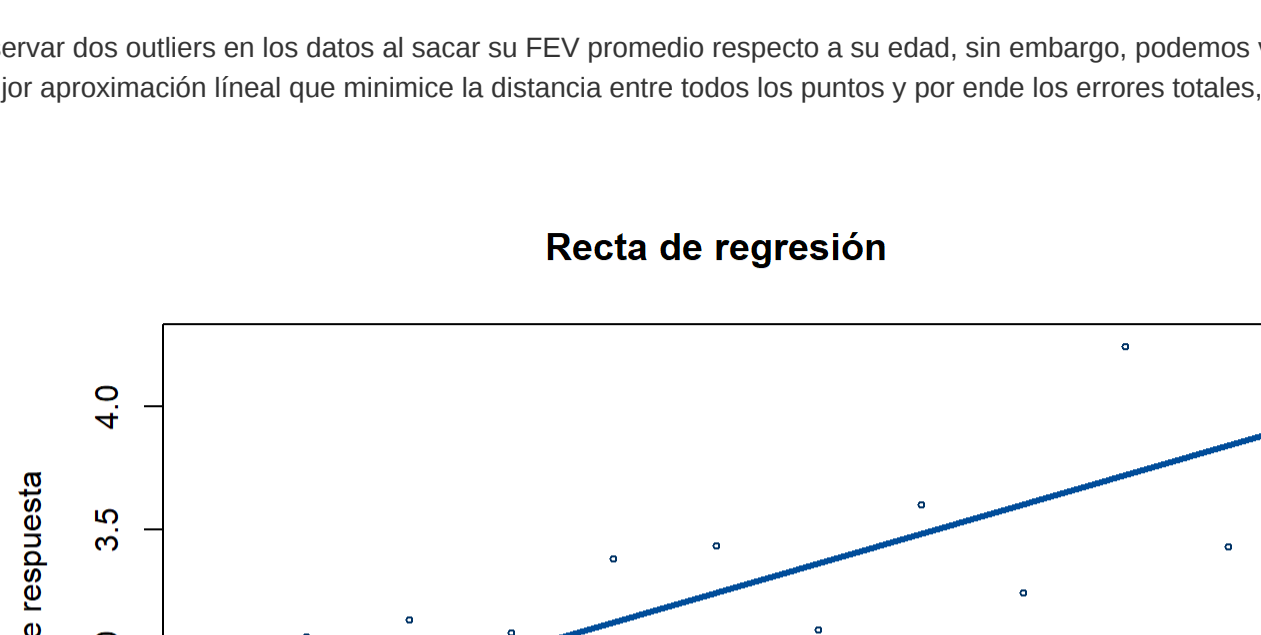 dos outliers en los datos al sacar su FEV promedio respecto a su edad, sin embargo, podemos
aproximación líneal que minimice la distancia entre todos los puntos y por ende los errores totales,
Recta de regresión
4.0
3.5
respuesta